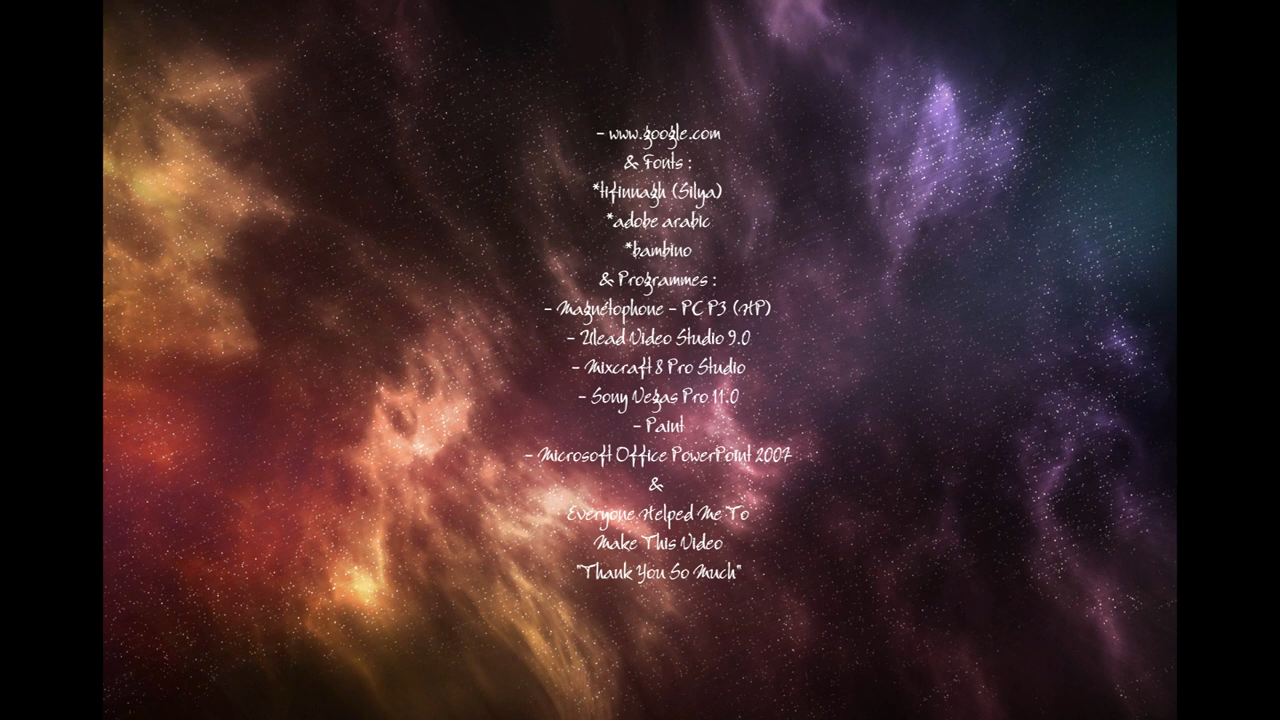 - www.google.com
& Fonts :
*tifinnagh (Silya)
*adobe arabic
*bambino
& Programmes :
- Magnétophone - PC P3 (HP)
- Ulead Video Studio 9.0
- Mixcraft 8 Pro Studio
- Sony Vegas Pro 11.0
- Paint
- Microsoft Office PowerPoint 2007
&
Everyone Helped Me To
Make This Video
"Thank You So Much"